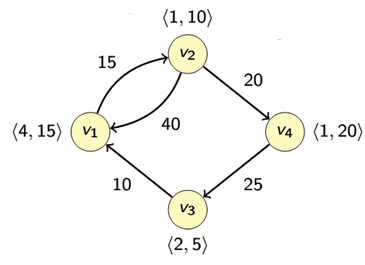 ⟨1, 10⟩
v₂
15
20
40
⟨4, 15⟩ v₁
v₄ ⟨1, 20⟩
10
25
v₃
⟨2, 5⟩